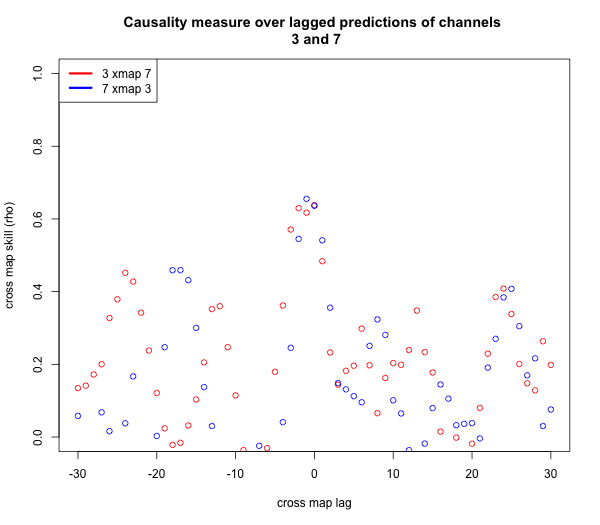 Causality measure over lagged predictions of channels
3 and 7
3 xmap 7
7 xmap 3
cross map skill (rho)
1.0
0.8
0.6
0.4
0.2
0.0
-30 -20 -10 0 10 20 30
cross map lag